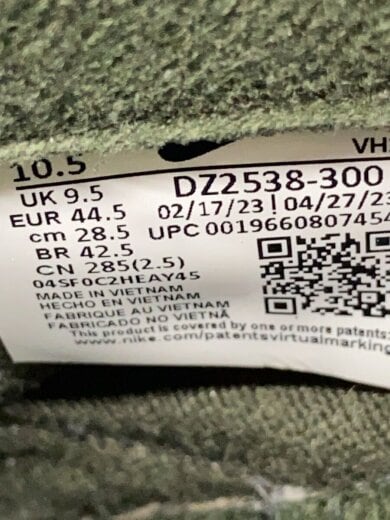 10.5 VH
UK 9.5 DZ2538-300
EUR 44.5 02/17/23 | 04/27/23
cm 28.5 UPC 00196608074
BR 42.5
CN 285(2.5)
04SF0C2HEAY45
MADE IN VIETNAM
HECHO EN VIETNAM
FABRIQUE AU VIETNAM
FABRICADO NO VIETNÃ
This product is covered by one or more patents:
www.nike.com/patentsvirtualmarking